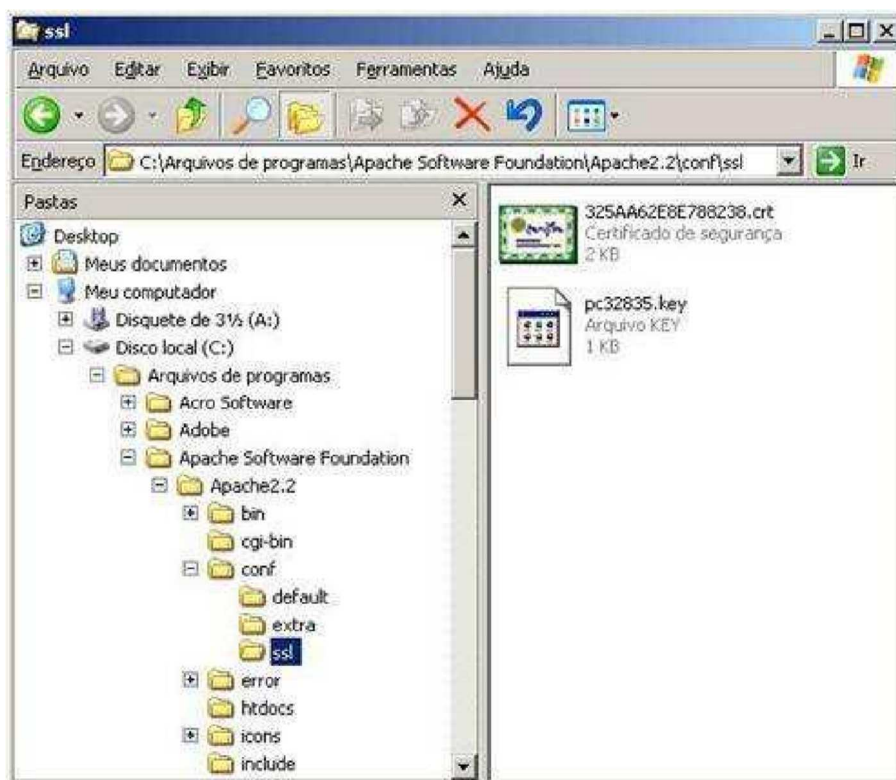 ssl
Arquivo Editar Exibir Favoritos Ferramentas Ajuda
Endereço C:\Arquivos de programas\Apache Software Foundation\Apache2.2\conf\ssl Ir
Pastas
Desktop
Meus documentos
Meu computador
Disquete de 3½ (A:)
Disco local (C:)
Arquivos de programas
Acro Software
Adobe
Apache Software Foundation
Apache2.2
bin
cgi-bin
conf
default
extra
ssl
error
htdocs
icons
include
325AA62E8E788238.crt
Certificado de segurança
2 KB
pc32835.key
Arquivo KEY
1 KB